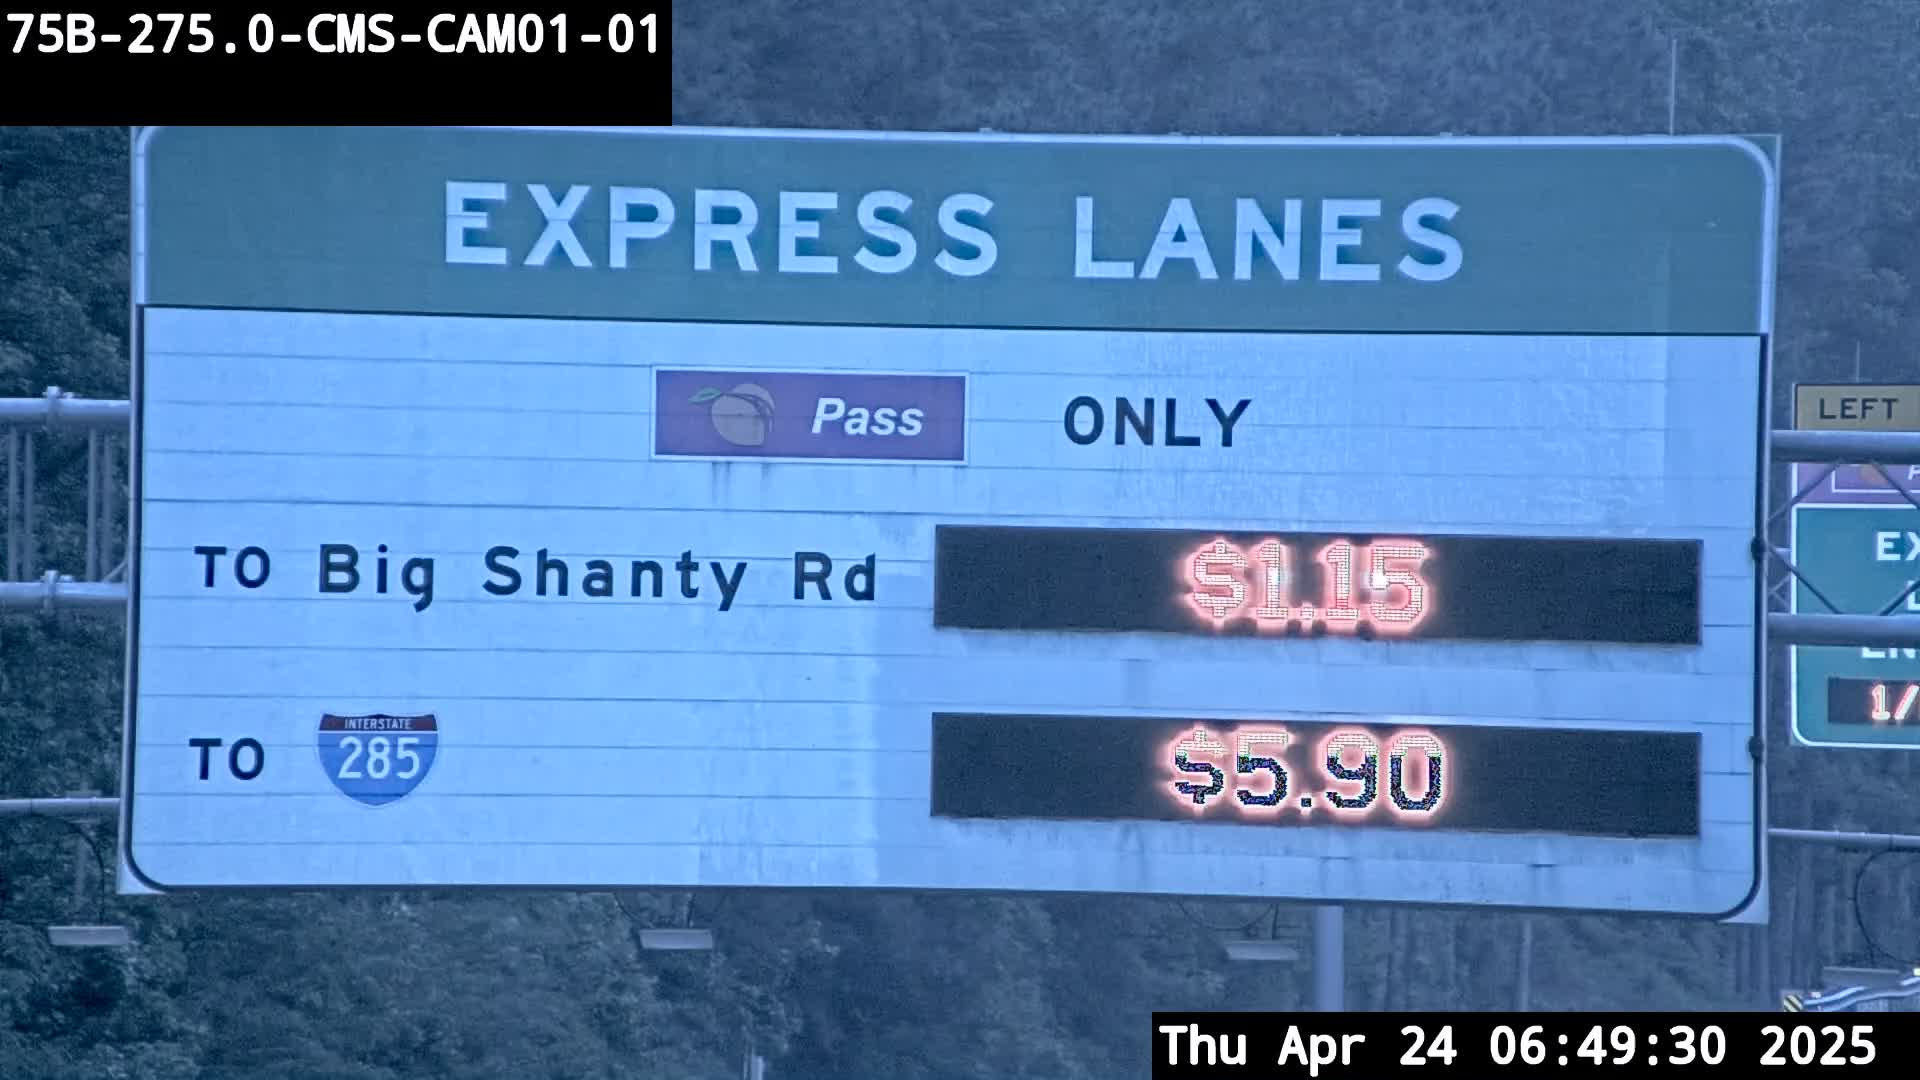 75B-275.0-CMS-CAM01-01
EXPRESS LANES
Pass ONLY
TO Big Shanty Rd $1.15
TO INTERSTATE 285 $5.90
LEFT
1/
Thu Apr 24 06:49:30 2025